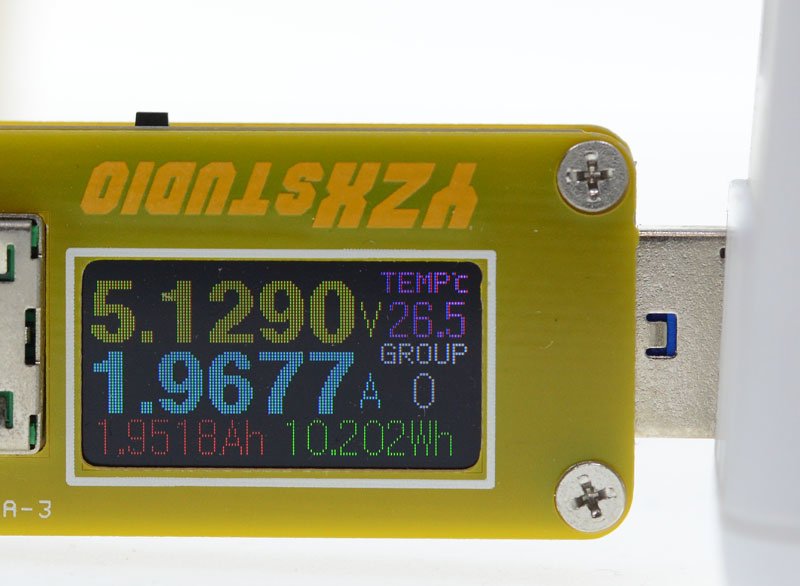 YZXSTUDIO
5.1290V
TEMP℃
26.5
1.9677A
GROUP
0
1.9518Ah 10.202Wh
A-3